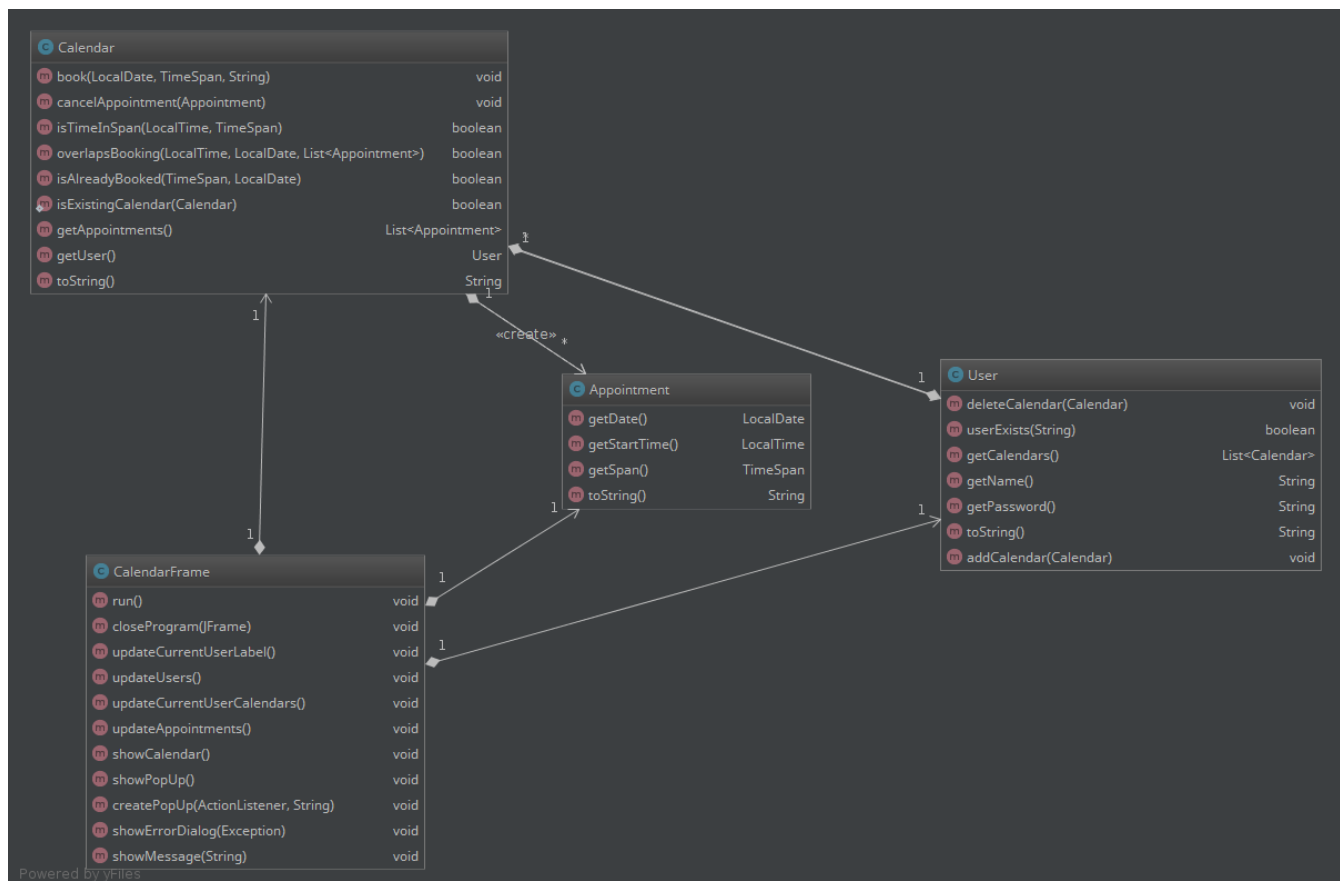 Calendar
book(LocalDate, TimeSpan, String) void
cancelAppointment(Appointment) void
isTimeInSpan(LocalTime, TimeSpan) boolean
overlapsBooking(LocalTime, LocalDate, List<Appointment>) boolean
isAlreadyBooked(TimeSpan, LocalDate) boolean
isExistingCalendar(Calendar) boolean
getAppointments() List<Appointment>
getUser() User
toString() String
1
1
1
«create»
*
1
1
Appointment
getDate() LocalDate
getStartTime() LocalTime
getSpan() TimeSpan
toString() String
1
User
deleteCalendar(Calendar) void
userExists(String) boolean
getCalendars() List<Calendar>
getName() String
getPassword() String
toString() String
addCalendar(Calendar) void
1
1
CalendarFrame
run() void
closeProgram(JFrame) void
updateCurrentUserLabel() void
updateUsers() void
updateCurrentUserCalendars() void
updateAppointments() void
showCalendar() void
showPopUp() void
createPopUp(ActionListener, String) void
showErrorDialog(Exception) void
showMessage(String) void
1
1
Powered by yFiles